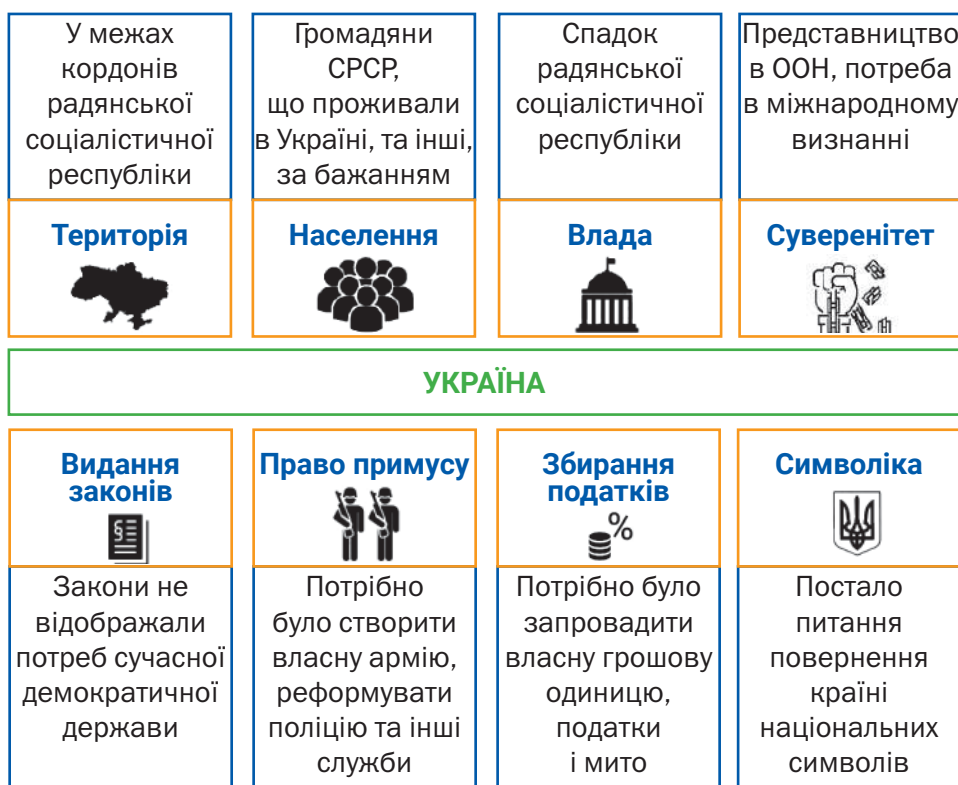 У межах
кордонів
радянської
соціалістичної
республіки
Територія
Громадяни
СРСР,
що проживали
в Україні, та інші,
за бажанням
Населення
Спадок
радянської
соціалістичної
республіки
Влада
Представництво
в ООН, потреба
в міжнародному
визнанні
Суверенітет
УКРАЇНА
Видання
законів
§
Закони не
відображали
потреб сучасної
демократичної
держави
Право примусу
Потрібно
було створити
власну армію,
реформувати
поліцію та інші
служби
Збирання
податків
%
Потрібно було
запровадити
власну грошову
одиницю,
податки
і мито
Символіка
Постало
питання
повернення
країні
національних
символів